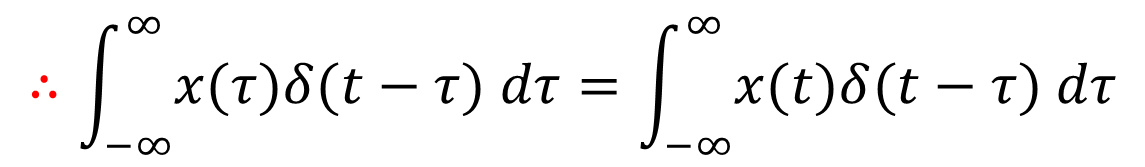 ∴ ∫_{−∞}^{∞} x(τ)δ(t − τ) dτ = ∫_{−∞}^{∞} x(t)δ(t − τ) dτ